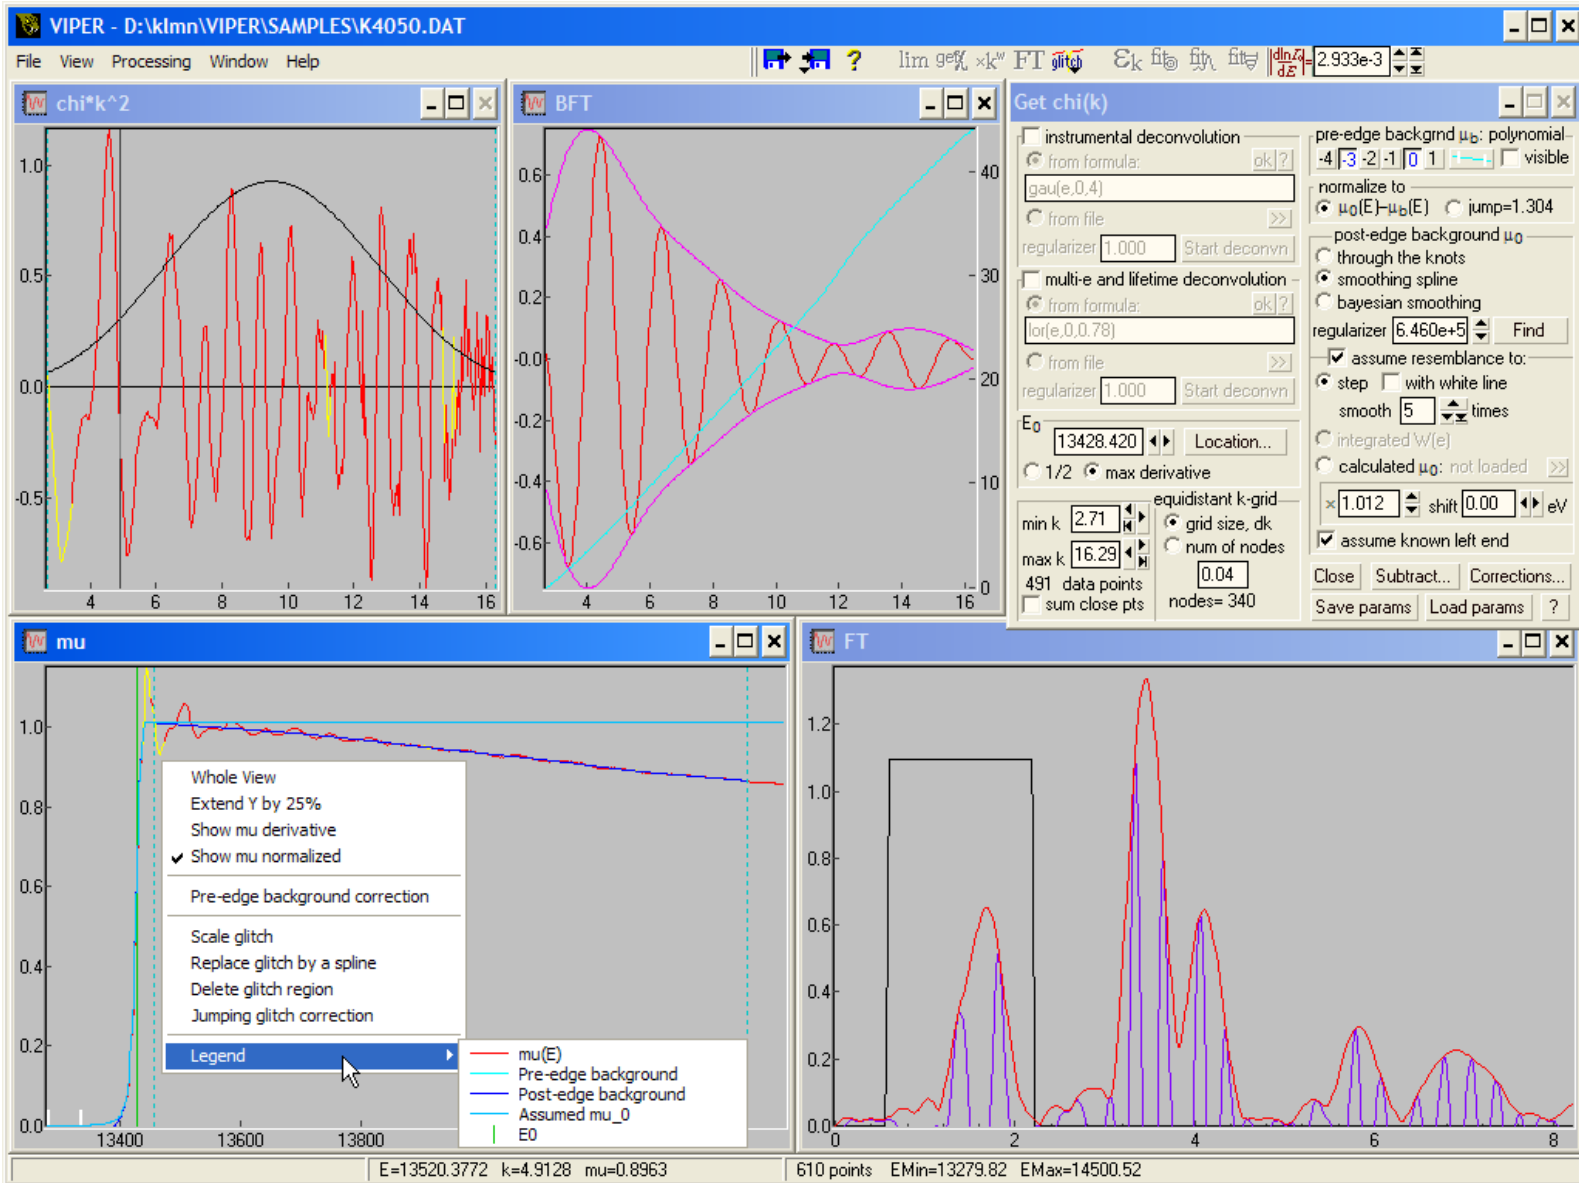 VIPER - D:\klmn\VIPER\SAMPLES\K4050.DAT
File View Processing Window Help
? lim ×k^w FT glitch εk fit fit fit 2.933e-3
chi*k^2
1.0
0.5
0.0
-0.5
4 6 8 10 12 14 16
BFT
0.6
0.4
0.2
-0.0
-0.2
-0.4
-0.6
40
30
20
10
0
4 6 8 10 12 14 16
Get chi(k)
instrumental deconvolution
from formula: ok ?
gau(e,0,4)
from file >>
regularizer 1.000 Start deconvn
multi-e and lifetime deconvolution
from formula: ok ?
lor(e,0,0.78)
from file >>
regularizer 1.000 Start deconvn
E0
13428.420 Location...
1/2 max derivative
min k 2.71
max k 16.29
491 data points
sum close pts
equidistant k-grid
grid size, dk
num of nodes
0.04
nodes= 340
pre-edge backgrnd μb: polynomial
-4 -3 -2 -1 0 1 visible
normalize to
μ0(E)-μb(E) jump=1.304
post-edge background μ0
through the knots
smoothing spline
bayesian smoothing
regularizer 6.460e+5 Find
assume resemblance to:
step with white line
smooth 5 times
integrated W(e)
calculated μ0: not loaded >>
×1.012 shift 0.00 eV
assume known left end
Close Subtract... Corrections...
Save params Load params ?
mu
1.0
0.8
0.6
0.4
0.2
0.0
13400 13600 13800
Whole View
Extend Y by 25%
Show mu derivative
Show mu normalized
Pre-edge background correction
Scale glitch
Replace glitch by a spline
Delete glitch region
Jumping glitch correction
Legend
mu(E)
Pre-edge background
Post-edge background
Assumed mu_0
E0
FT
1.2
1.0
0.8
0.6
0.4
0.2
0.0
0 2 4 6 8
E=13520.3772 k=4.9128 mu=0.8963
610 points EMin=13279.82 EMax=14500.52